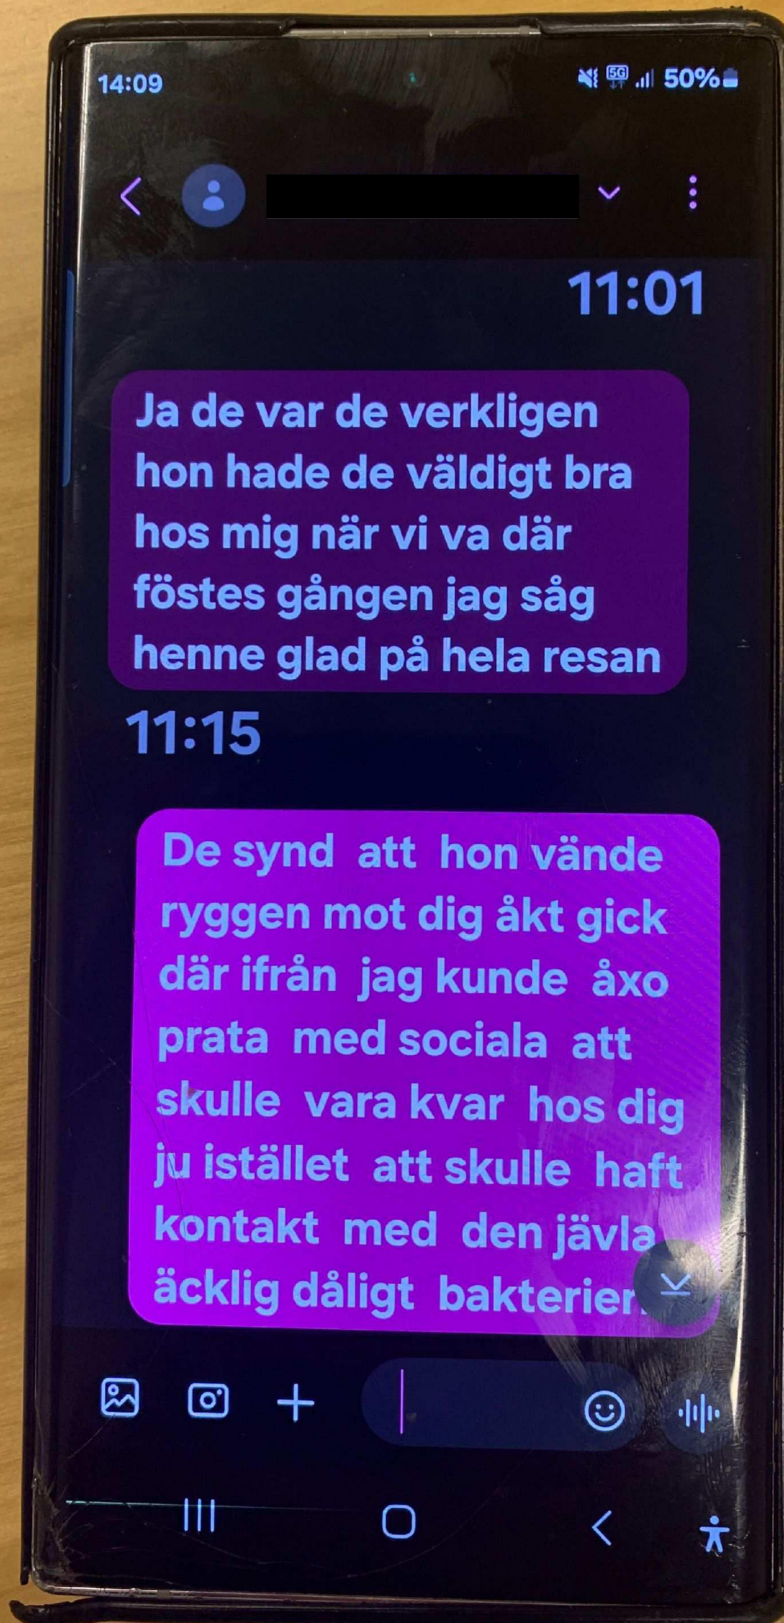 14:09
5G
50%
11:01
Ja de var de verkligen
hon hade de väldigt bra
hos mig när vi va där
föstes gången jag såg
henne glad på hela resan
11:15
De synd att hon vände
ryggen mot dig åkt gick
där ifrån jag kunde åxo
prata med sociala att
skulle vara kvar hos dig
ju istället att skulle haft
kontakt med den jävla
äcklig dåligt bakterier.